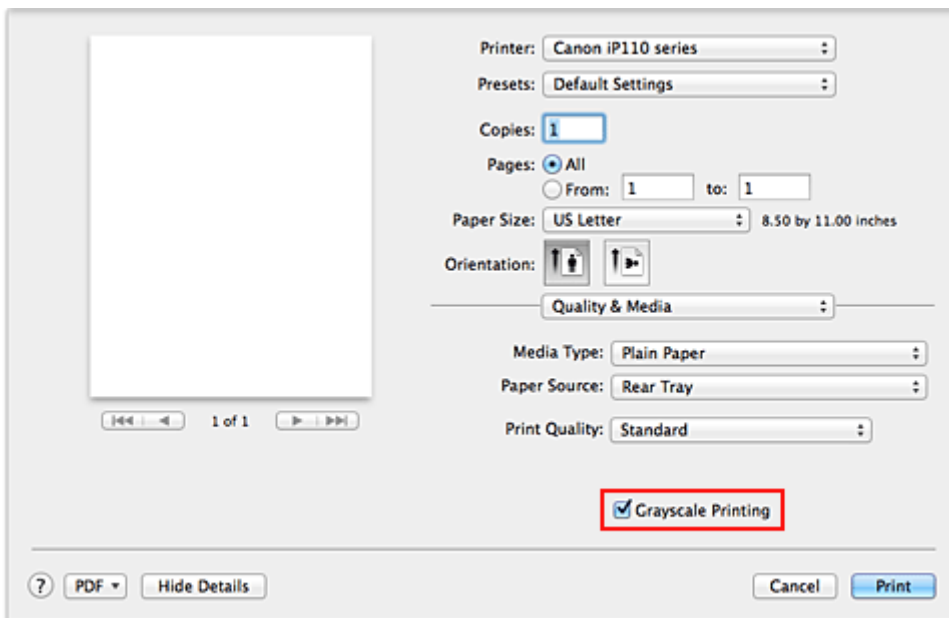 Printer: Canon iP110 series
Presets: Default Settings
Copies: 1
Pages: All
From: 1 to: 1
Paper Size: US Letter 8.50 by 11.00 inches
Orientation:
Quality & Media
Media Type: Plain Paper
Paper Source: Rear Tray
1 of 1
Print Quality: Standard
Grayscale Printing
? PDF Hide Details Cancel Print